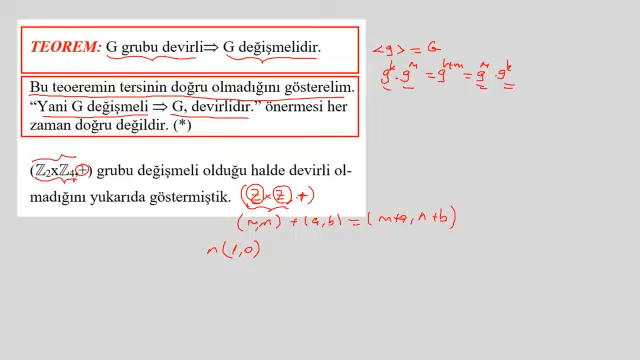 TEOREM: G grubu devirli⇒ G değişmelidir.
<g> = G
g^k · g^m = g^{k+m} = g^m · g^k
Bu teoeremin tersinin doğru olmadığını gösterelim.
“Yani G değişmeli ⇒ G, devirlidir.” önermesi her
zaman doğru değildir. (*)
(ℤ₂xℤ₄,+) grubu değişmeli olduğu halde devirli ol-
madığını yukarıda göstermiştik.
(ℤ×ℤ,+)
(m,n) + (a,b) = (m+a, n+b)
n(1,0)